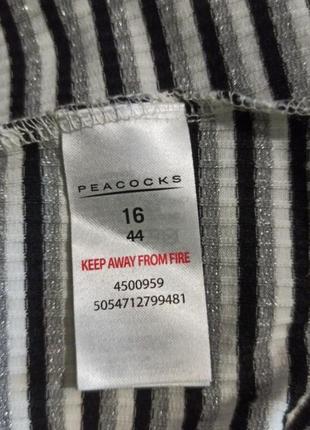 PEACOCKS
16
44
KEEP AWAY FROM FIRE
4500959
5054712799481